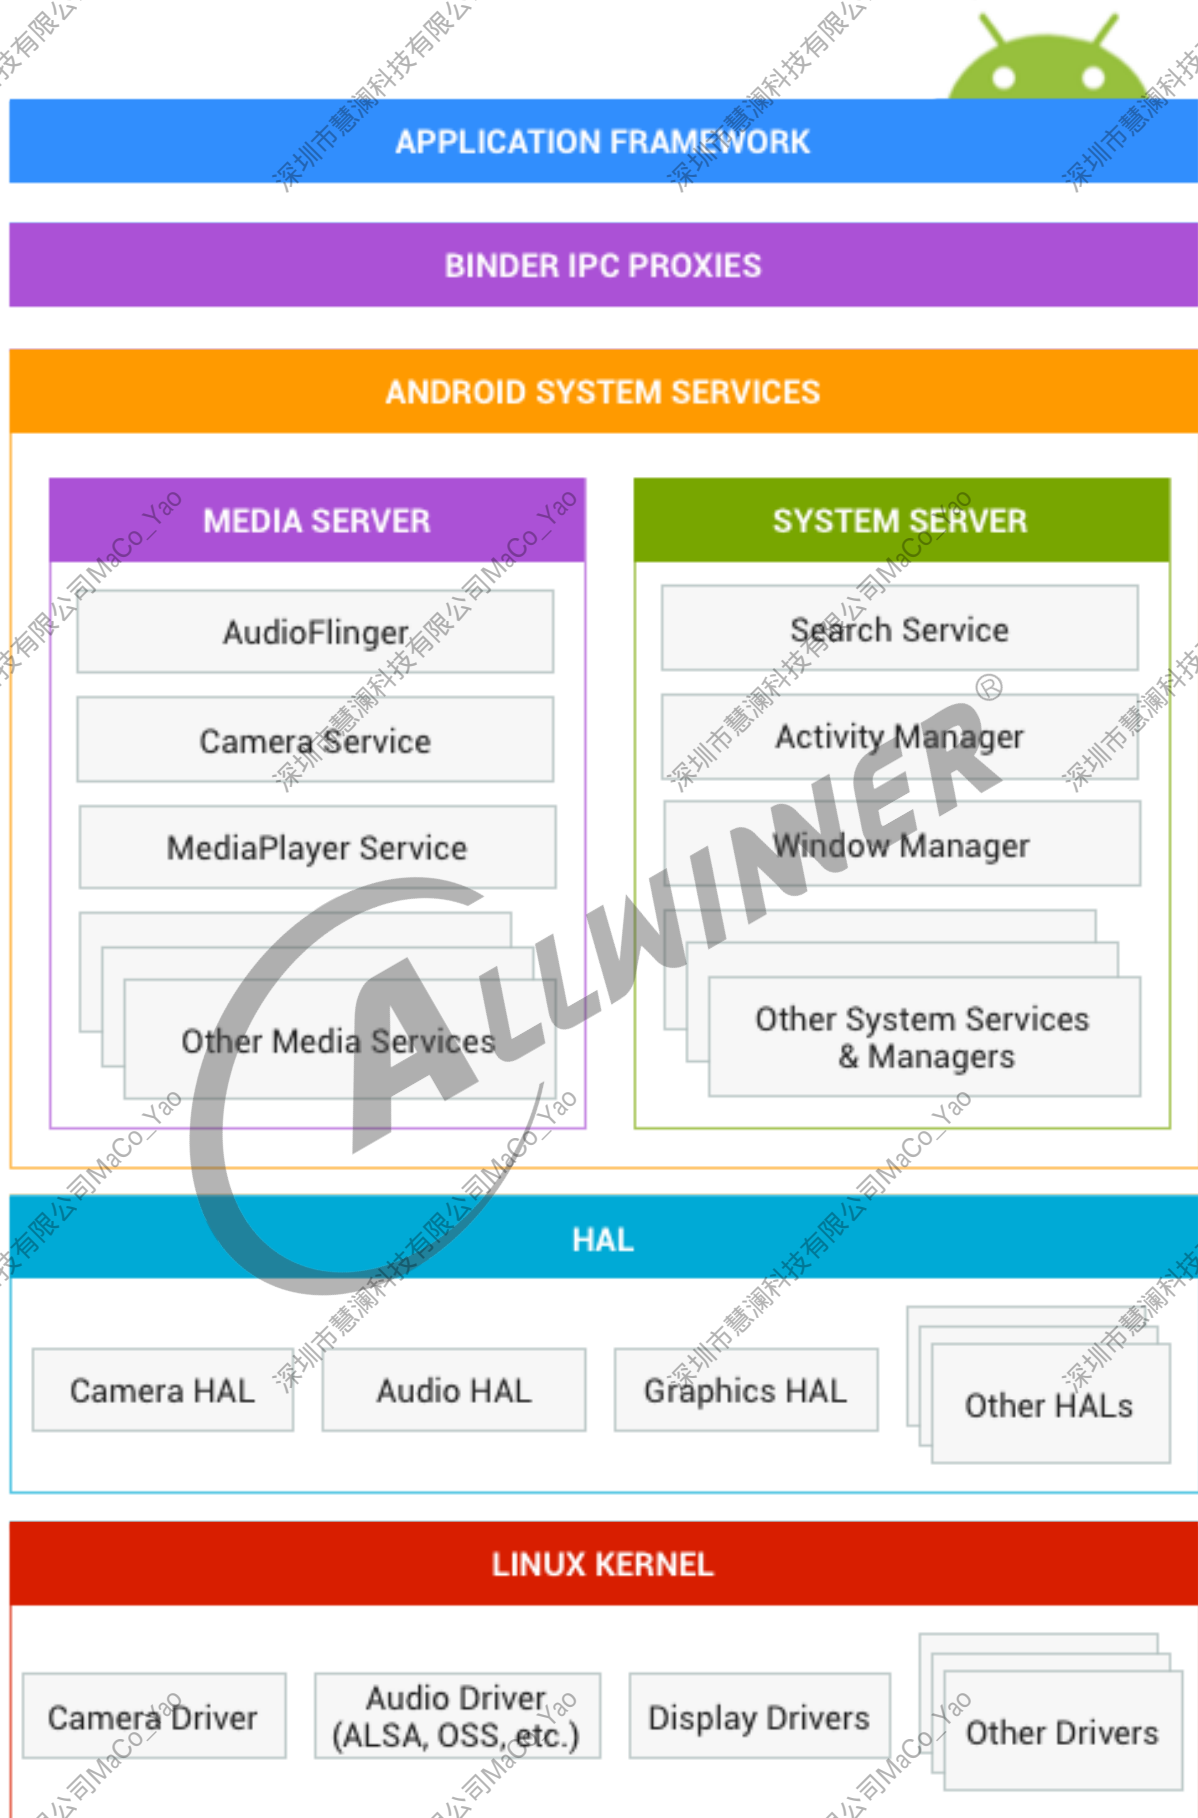 APPLICATION FRAMEWORK
BINDER IPC PROXIES
ANDROID SYSTEM SERVICES
MEDIA SERVER
AudioFlinger
Camera Service
MediaPlayer Service
Other Media Services
SYSTEM SERVER
Search Service
Activity Manager
Window Manager
Other System Services
& Managers
HAL
Camera HAL
Audio HAL
Graphics HAL
Other HALs
LINUX KERNEL
Camera Driver
Audio Driver
(ALSA, OSS, etc.)
Display Drivers
Other Drivers
ALLWINNER®
深圳市慧澜科技有限公司MaCo_Yao